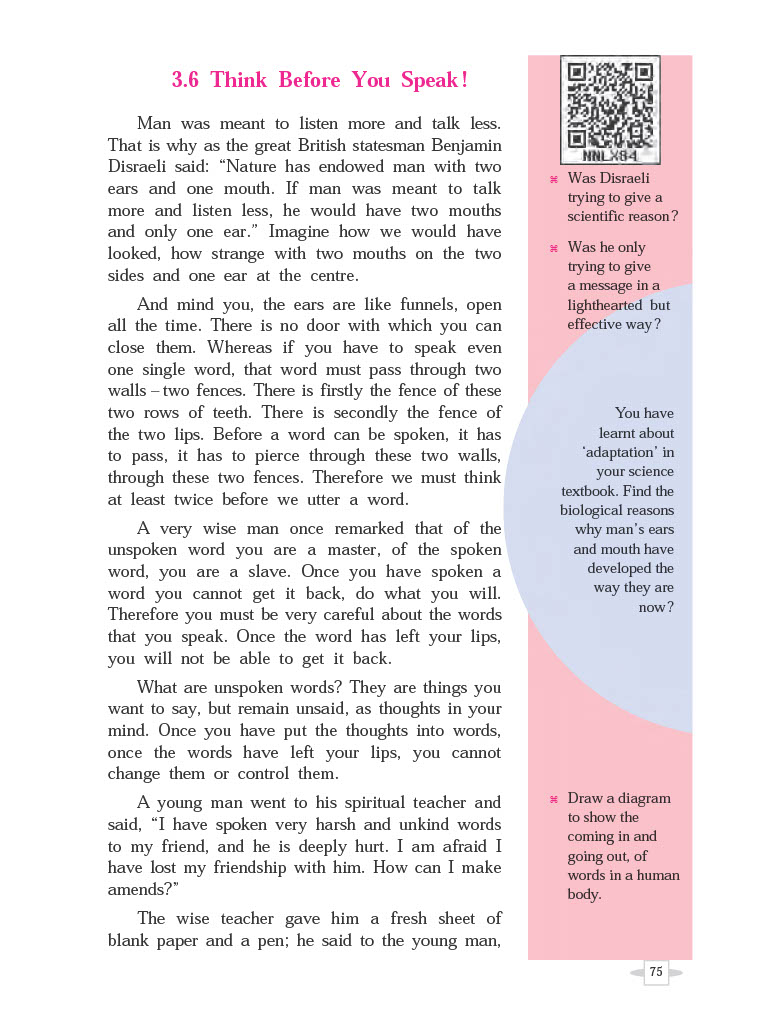 3.6 Think Before You Speak!
Man was meant to listen more and talk less.
That is why as the great British statesman Benjamin
Disraeli said: “Nature has endowed man with two
ears and one mouth. If man was meant to talk
more and listen less, he would have two mouths
and only one ear.” Imagine how we would have
looked, how strange with two mouths on the two
sides and one ear at the centre.
And mind you, the ears are like funnels, open
all the time. There is no door with which you can
close them. Whereas if you have to speak even
one single word, that word must pass through two
walls – two fences. There is firstly the fence of these
two rows of teeth. There is secondly the fence of
the two lips. Before a word can be spoken, it has
to pass, it has to pierce through these two walls,
through these two fences. Therefore we must think
at least twice before we utter a word.
A very wise man once remarked that of the
unspoken word you are a master, of the spoken
word, you are a slave. Once you have spoken a
word you cannot get it back, do what you will.
Therefore you must be very careful about the words
that you speak. Once the word has left your lips,
you will not be able to get it back.
What are unspoken words? They are things you
want to say, but remain unsaid, as thoughts in your
mind. Once you have put the thoughts into words,
once the words have left your lips, you cannot
change them or control them.
A young man went to his spiritual teacher and
said, “I have spoken very harsh and unkind words
to my friend, and he is deeply hurt. I am afraid I
have lost my friendship with him. How can I make
amends?”
The wise teacher gave him a fresh sheet of
blank paper and a pen; he said to the young man,
NNLX84
⌘ Was Disraeli
trying to give a
scientific reason?
⌘ Was he only
trying to give
a message in a
lighthearted but
effective way?
You have
learnt about
‘adaptation’ in
your science
textbook. Find the
biological reasons
why man’s ears
and mouth have
developed the
way they are
now?
⌘ Draw a diagram
to show the
coming in and
going out, of
words in a human
body.
75